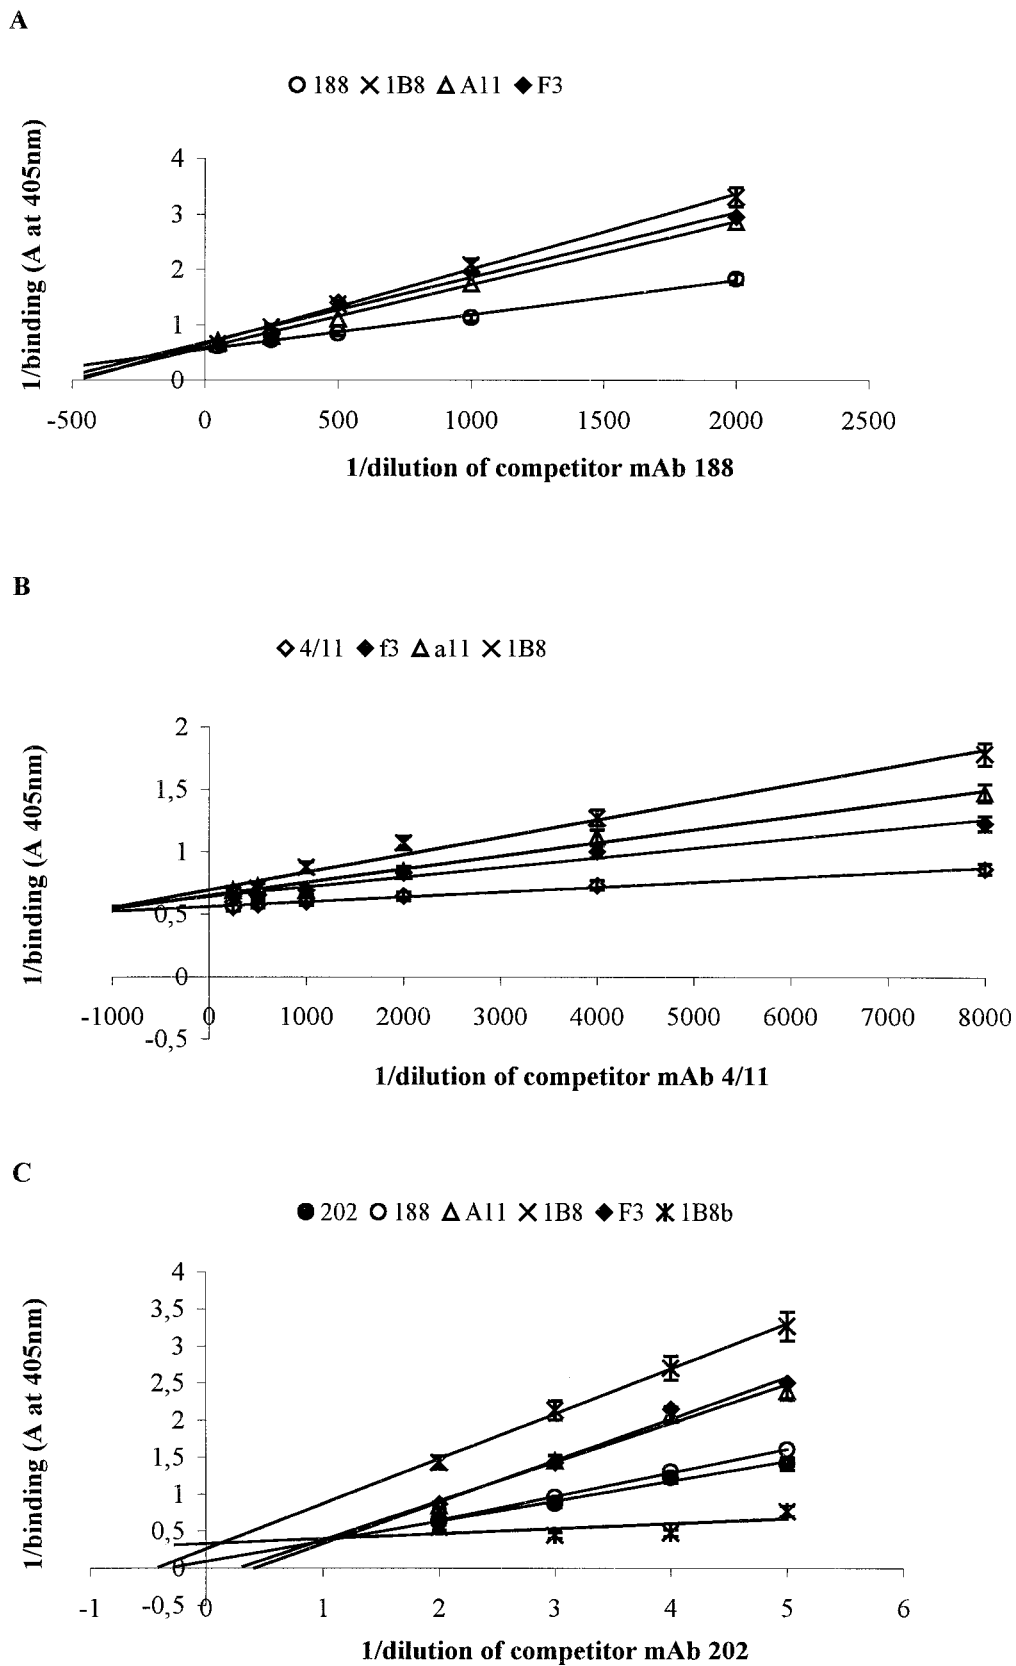 A
188 1B8 A11 F3
1/binding (A at 405nm)
4
3
2
1
0
-500 0 500 1000 1500 2000 2500
1/dilution of competitor mAb 188
B
4/11 f3 a11 1B8
1/binding (A 405nm)
2
1,5
1
0,5
0
-1000 0 1000 2000 3000 4000 5000 6000 7000 8000
-0,5
1/dilution of competitor mAb 4/11
C
202 188 A11 1B8 F3 1B8b
1/binding (A at 405nm)
4
3,5
3
2,5
2
1,5
1
0,5
0
-0,5
-1 0 1 2 3 4 5 6
1/dilution of competitor mAb 202